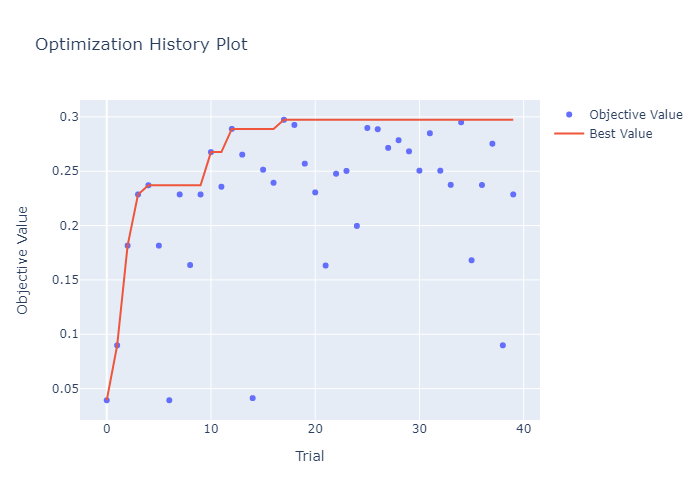 Optimization History Plot
Objective Value
Best Value
0.3
0.25
0.2
0.15
0.1
0.05
Objective Value
0
10
20
30
40
Trial